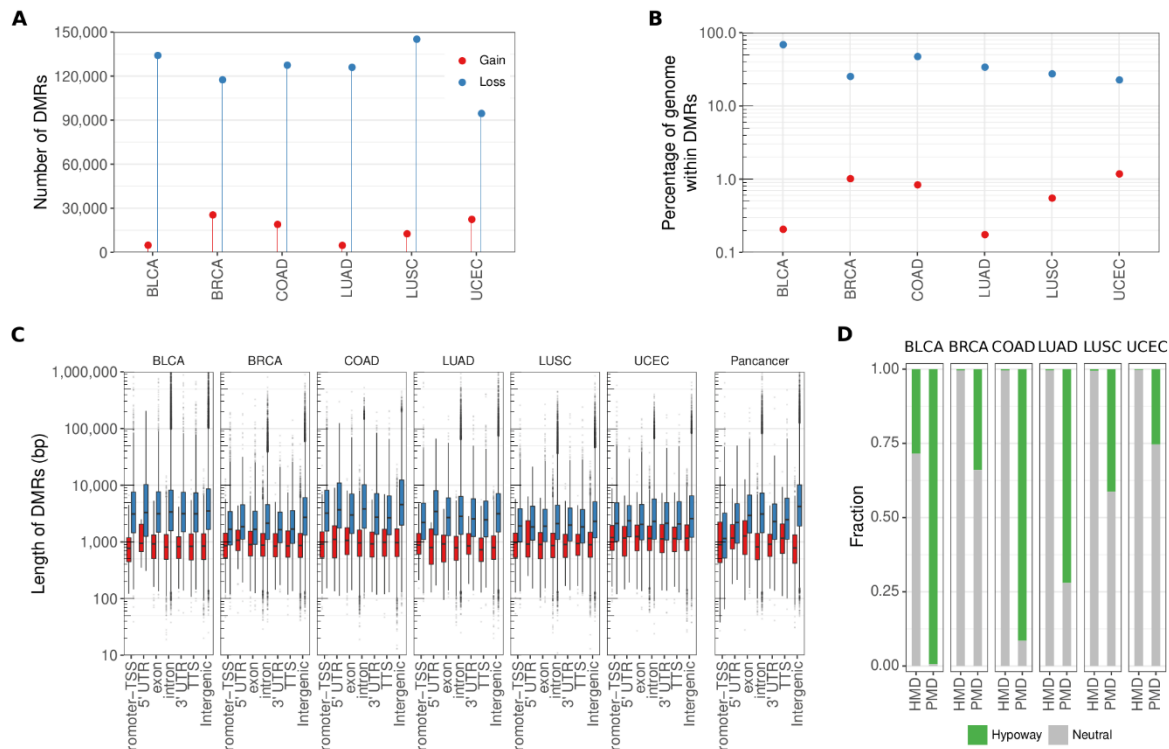 A
Number of DMRs
150,000
120,000
90,000
60,000
30,000
0
Gain
Loss
BLCA
BRCA
COAD
LUAD
LUSC
UCEC
B
Percentage of genome
within DMRs
100.0
10.0
1.0
0.1
BLCA
BRCA
COAD
LUAD
LUSC
UCEC
C
BLCA BRCA COAD LUAD LUSC UCEC Pancancer
Length of DMRs (bp)
1,000,000
100,000
10,000
1,000
100
10
romoter−TSS
5' UTR
exon
intron
3' UTR
TTS
Intergenic
romoter−TSS
5' UTR
exon
intron
3' UTR
TTS
Intergenic
romoter−TSS
5' UTR
exon
intron
3' UTR
TTS
Intergenic
romoter−TSS
5' UTR
exon
intron
3' UTR
TTS
Intergenic
romoter−TSS
5' UTR
exon
intron
3' UTR
TTS
Intergenic
romoter−TSS
5' UTR
exon
intron
3' UTR
TTS
Intergenic
romoter−TSS
5' UTR
exon
intron
3' UTR
TTS
Intergenic
D
BLCA BRCA COAD LUAD LUSC UCEC
Fraction
1.00
0.75
0.50
0.25
0.00
HMD
PMD
HMD
PMD
HMD
PMD
HMD
PMD
HMD
PMD
HMD
PMD
Hypoway
Neutral